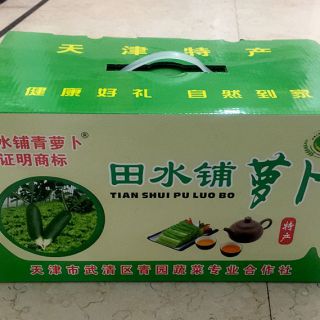 天津特产
健康好礼 自然到家
水铺青萝卜®
证明商标
田水铺萝卜
TIAN SHUI PU LUO BO
特产
天津市武清区青园蔬菜专业合作社